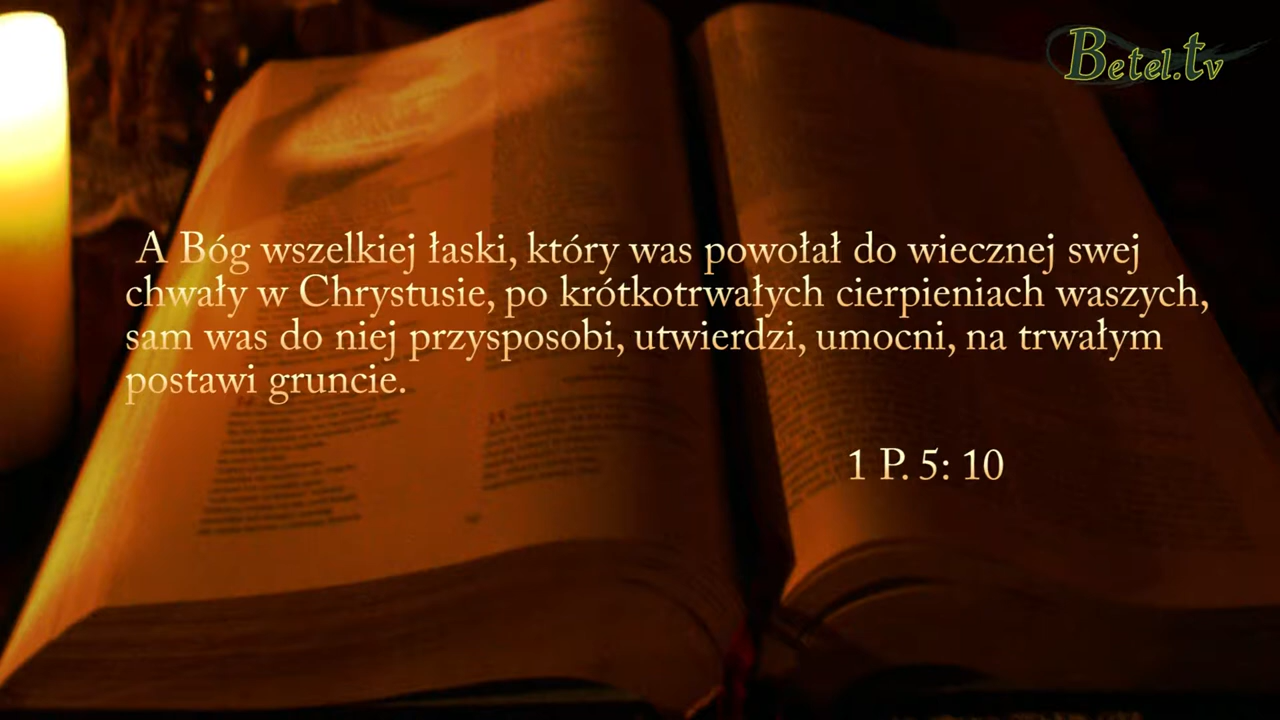 Betel.tv
A Bóg wszelkiej łaski, który was powołał do wiecznej swej
chwały w Chrystusie, po krótkotrwałych cierpieniach waszych,
sam was do niej przysposobi, utwierdzi, umocni, na trwałym
postawi gruncie.
1 P. 5: 10